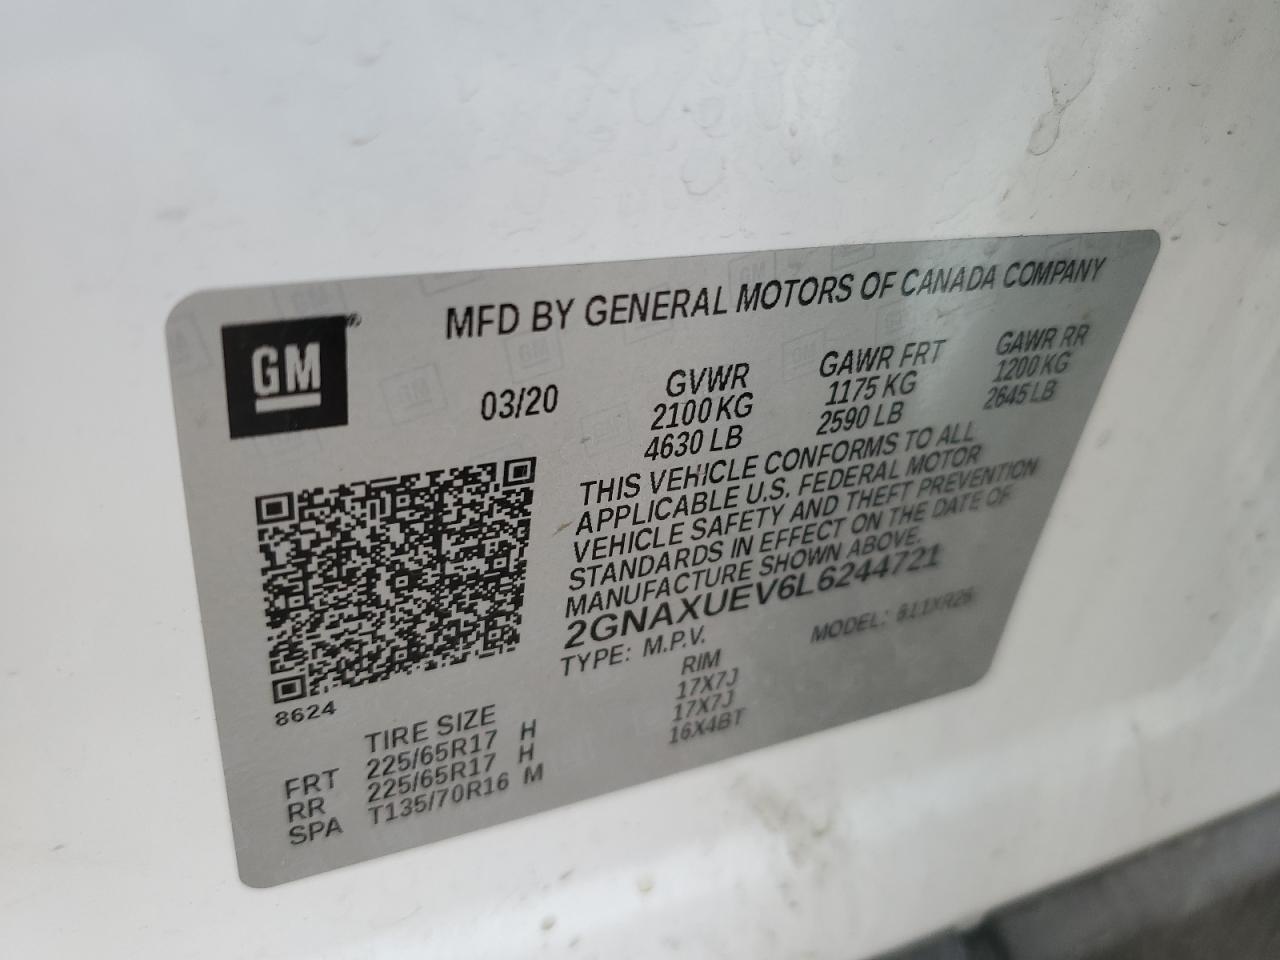 GM
MFD BY GENERAL MOTORS OF CANADA COMPANY
03/20
GVWR
2100 KG
4630 LB
GAWR FRT
1175 KG
2590 LB
GAWR RR
1200 KG
2645 LB
THIS VEHICLE CONFORMS TO ALL
APPLICABLE U.S. FEDERAL MOTOR
VEHICLE SAFETY AND THEFT PREVENTION
STANDARDS IN EFFECT ON THE DATE OF
MANUFACTURE SHOWN ABOVE.
2GNAXUEV6L6244721
TYPE: M.P.V.
MODEL:
8624
TIRE SIZE
RIM
FRT 225/65R17 H 17X7J
RR 225/65R17 H 17X7J
SPA T135/70R16 M 16X4BT